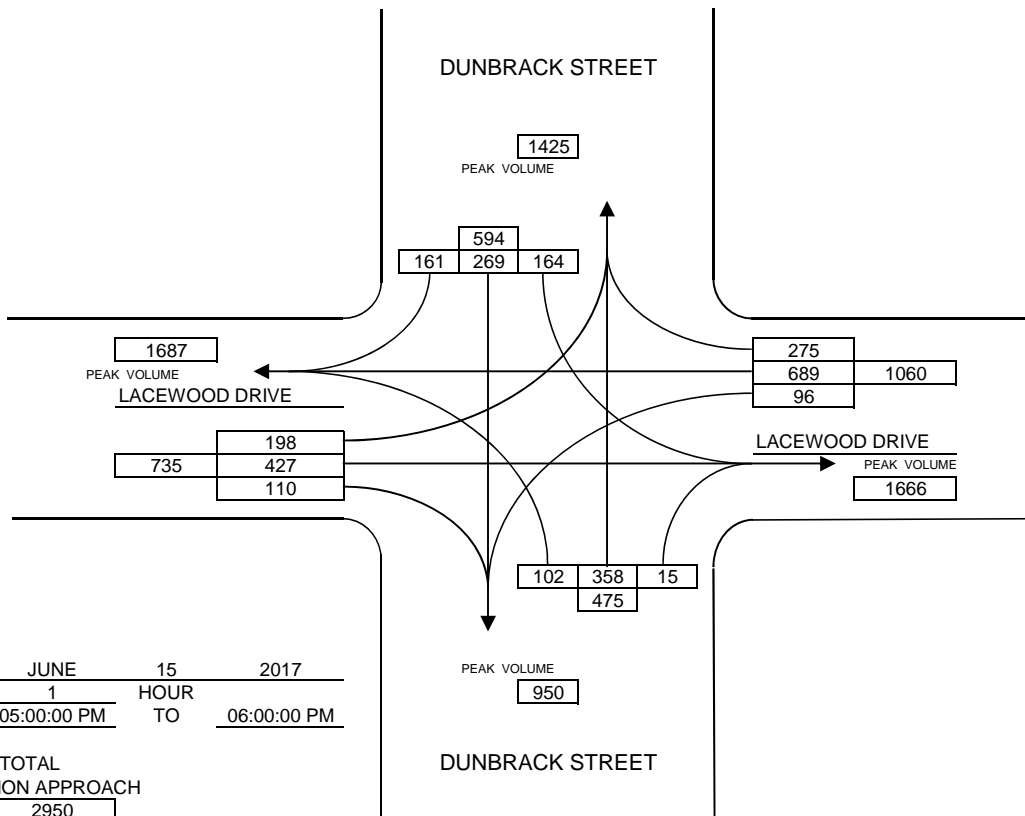 DUNBRACK STREET
1425
PEAK VOLUME
594
161 269 164
1687
PEAK VOLUME
LACEWOOD DRIVE
275
689 1060
96
198
735 427
110
LACEWOOD DRIVE
PEAK VOLUME
1666
102 358 15
475
PEAK VOLUME
950
JUNE 15 2017
1 HOUR
05:00:00 PM TO 06:00:00 PM
TOTAL
ION APPROACH
2950
DUNBRACK STREET